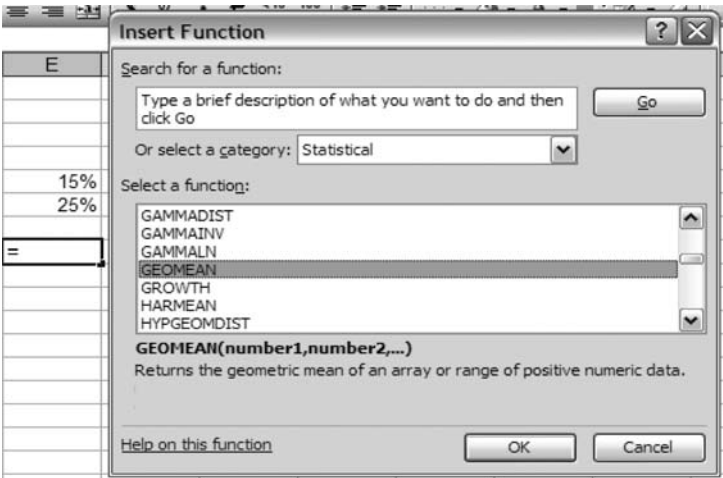 Insert Function
E
Search for a function:
Type a brief description of what you want to do and then
click Go
Go
Or select a category: Statistical
15%
Select a function:
25%
GAMMADIST
GAMMAINV
GAMMALN
=
GEOMEAN
GROWTH
HARMEAN
HYPGEOMDIST
GEOMEAN(number1,number2,...)
Returns the geometric mean of an array or range of positive numeric data.
Help on this function
OK
Cancel